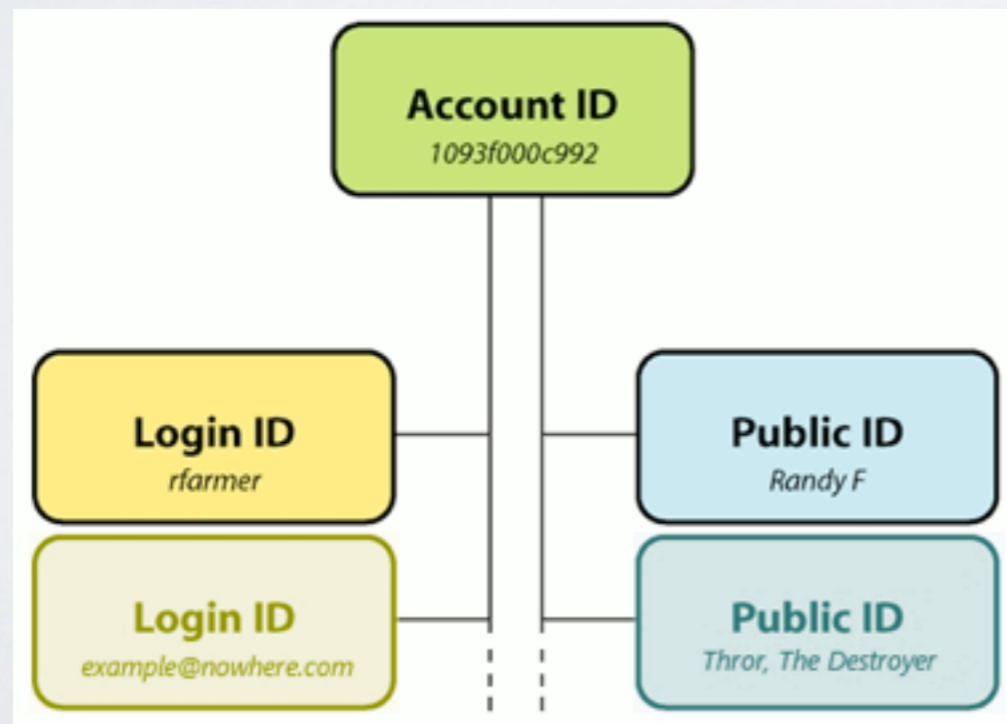 Account ID
1093f000c992
Login ID
rfarmer
Public ID
Randy F
Login ID
example@nowhere.com
Public ID
Thror, The Destroyer